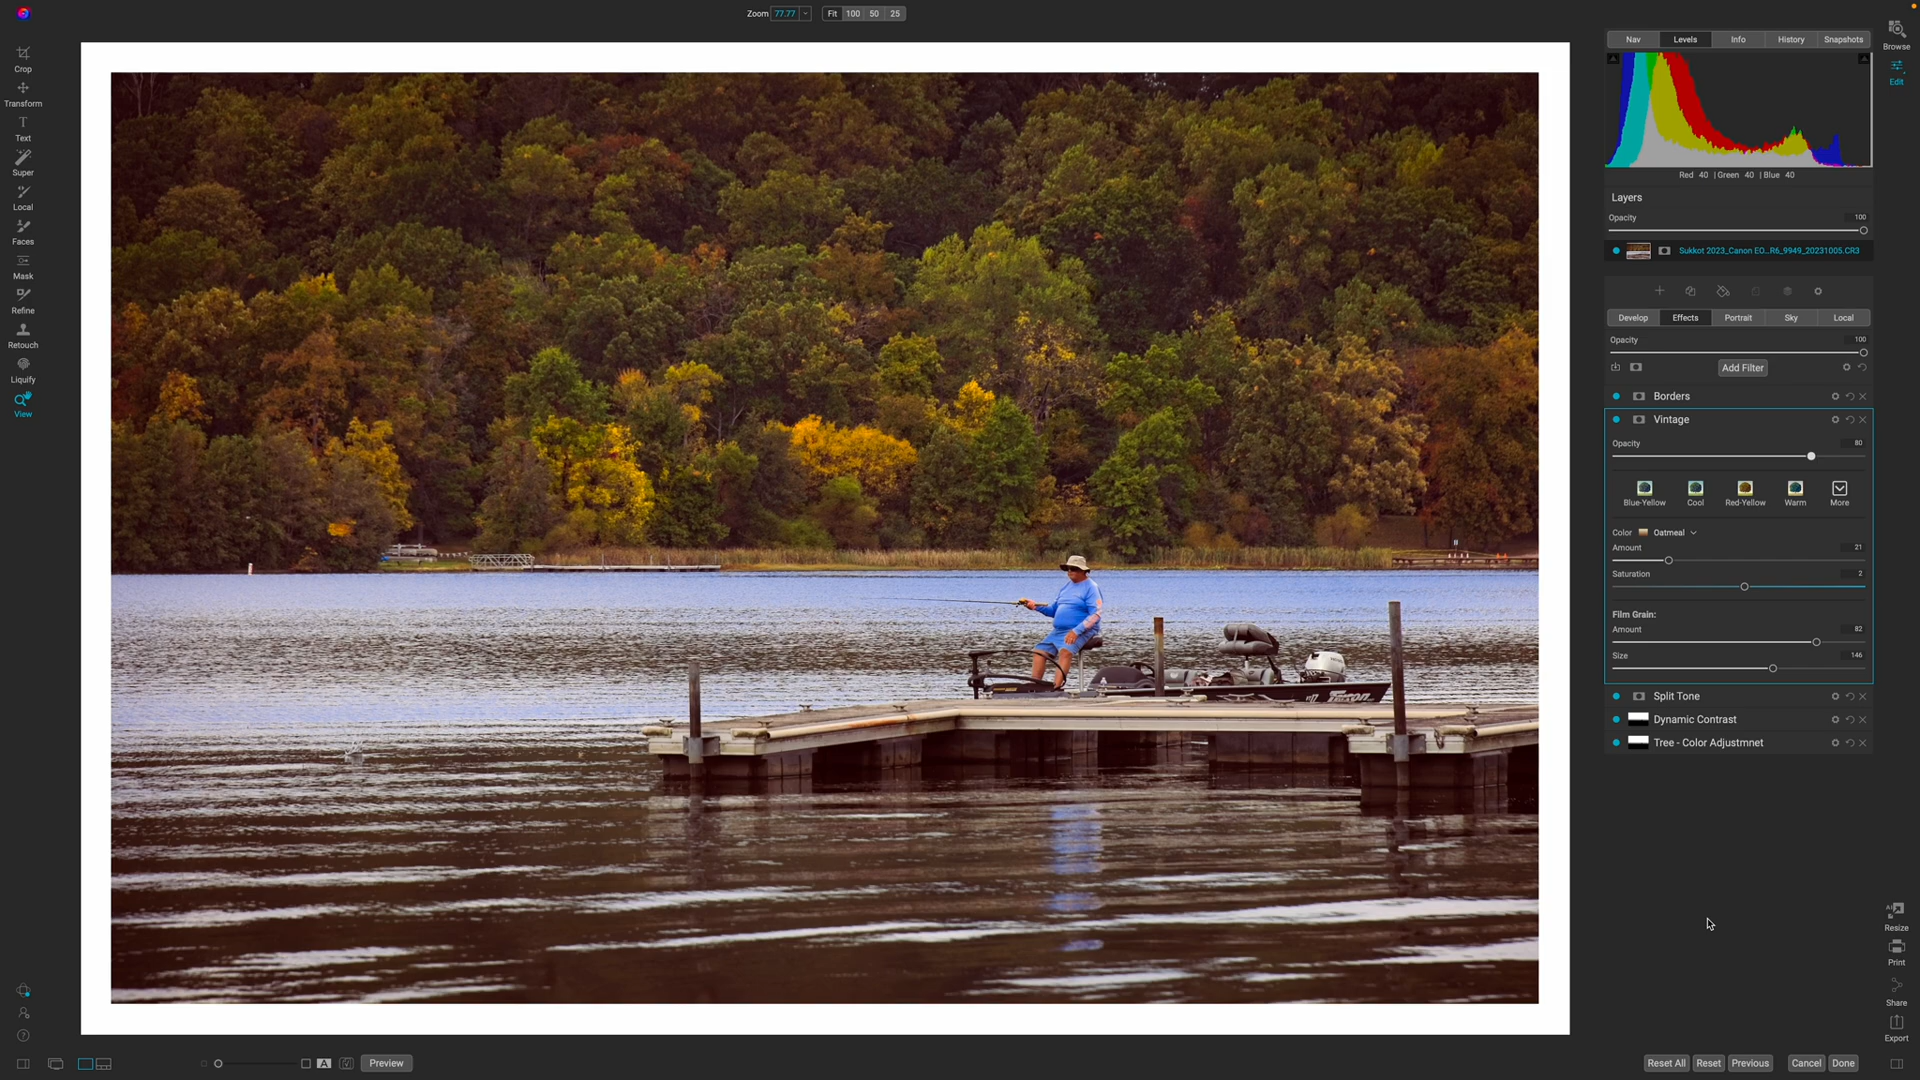 Zoom 77.77 Fit 100 50 25
Crop
Transform
Text
Super
Local
Faces
Mask
Refine
Retouch
Liquify
View
A
Preview
Nav Levels Info History Snapshots
Red 40 | Green 40 | Blue 40
Layers
Opacity 100
Sukkot 2023_Canon EO...R6_9949_20231005.CR3
Develop Effects Portrait Sky Local
Opacity 100
Add Filter
Borders
Vintage
Opacity 80
Blue-Yellow Cool Red-Yellow Warm More
Color Oatmeal
Amount 21
Saturation 2
Film Grain:
Amount 82
Size 146
Split Tone
Dynamic Contrast
Tree - Color Adjustmnet
Reset All Reset Previous Cancel Done
Browse
Edit
AI
Resize
Print
Share
Export